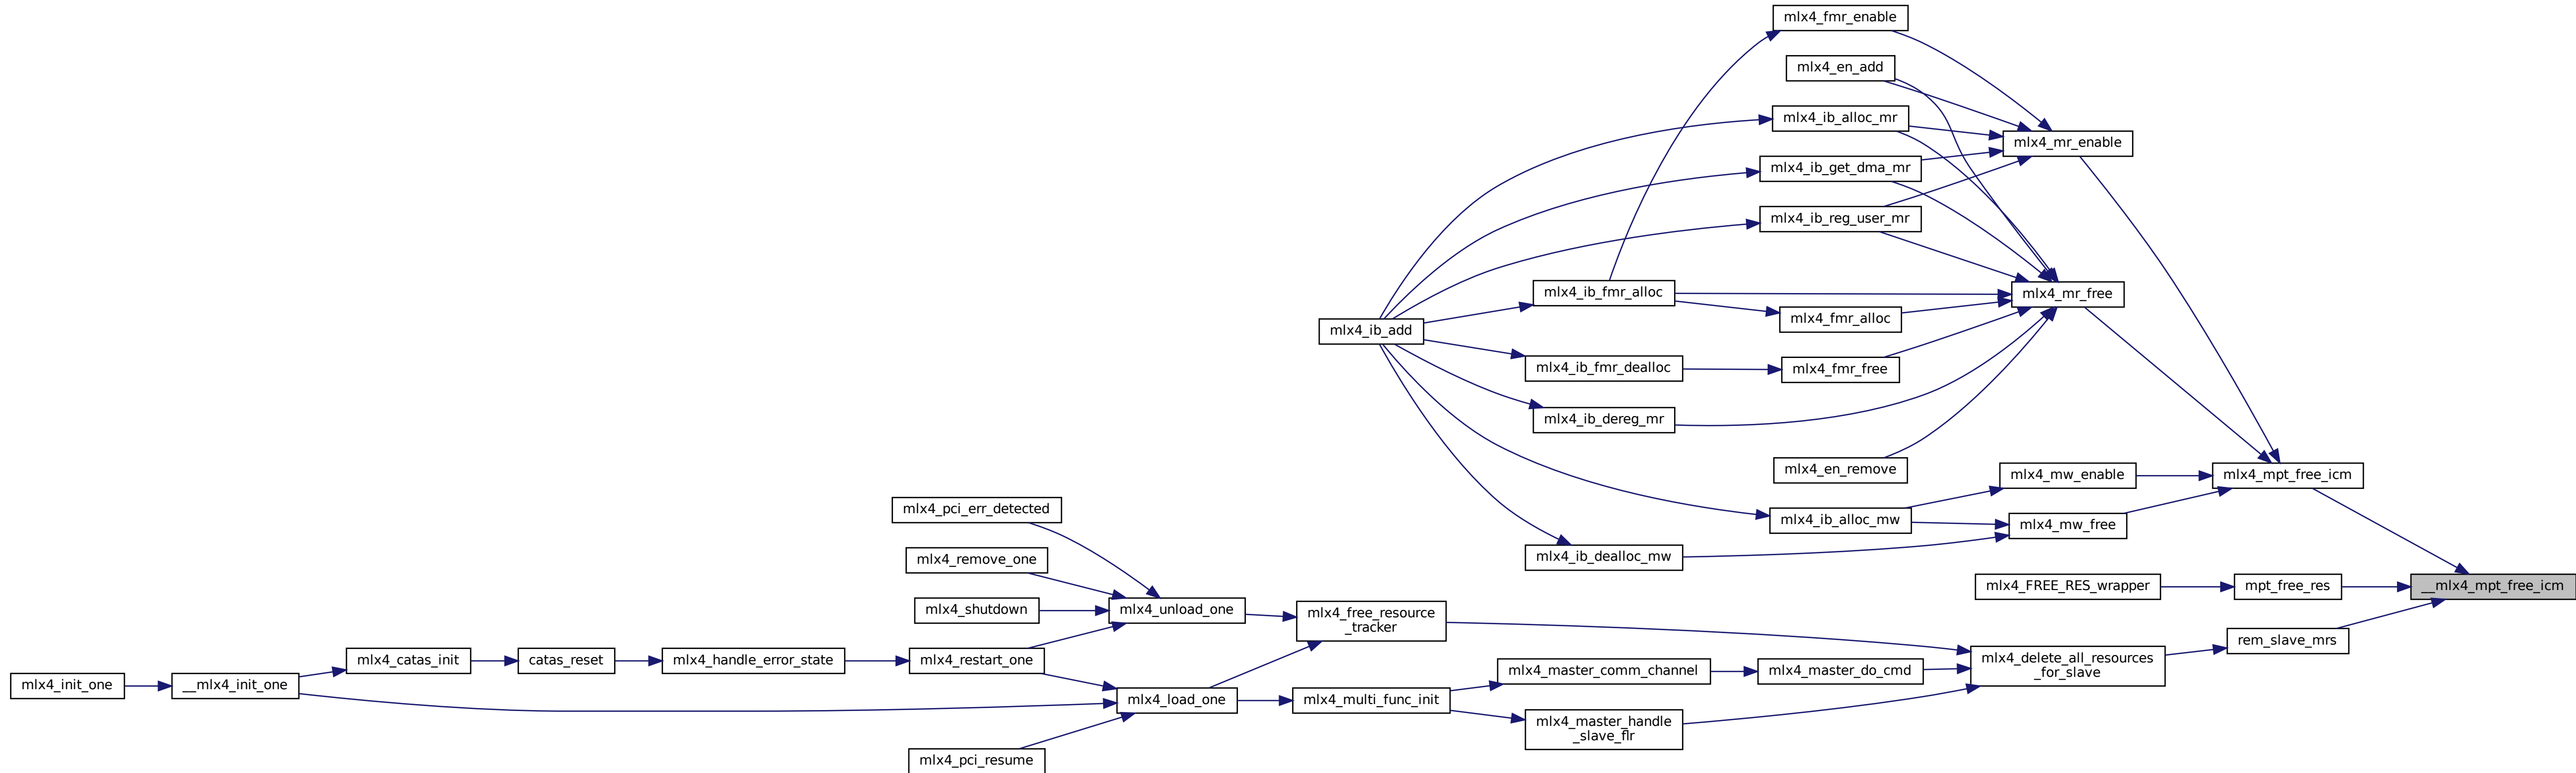 mlx4_fmr_enable
mlx4_en_add
mlx4_ib_alloc_mr
mlx4_mr_enable
mlx4_ib_get_dma_mr
mlx4_ib_reg_user_mr
mlx4_ib_fmr_alloc
mlx4_mr_free
mlx4_fmr_alloc
mlx4_ib_add
mlx4_ib_fmr_dealloc
mlx4_fmr_free
mlx4_ib_dereg_mr
mlx4_en_remove
mlx4_mw_enable
mlx4_mpt_free_icm
mlx4_pci_err_detected
mlx4_ib_alloc_mw
mlx4_mw_free
mlx4_remove_one
mlx4_ib_dealloc_mw
mlx4_FREE_RES_wrapper
mpt_free_res
__mlx4_mpt_free_icm
mlx4_shutdown
mlx4_unload_one
mlx4_free_resource
_tracker
rem_slave_mrs
mlx4_catas_init
catas_reset
mlx4_handle_error_state
mlx4_restart_one
mlx4_master_comm_channel
mlx4_master_do_cmd
mlx4_delete_all_resources
_for_slave
mlx4_init_one
__mlx4_init_one
mlx4_load_one
mlx4_multi_func_init
mlx4_master_handle
_slave_flr
mlx4_pci_resume